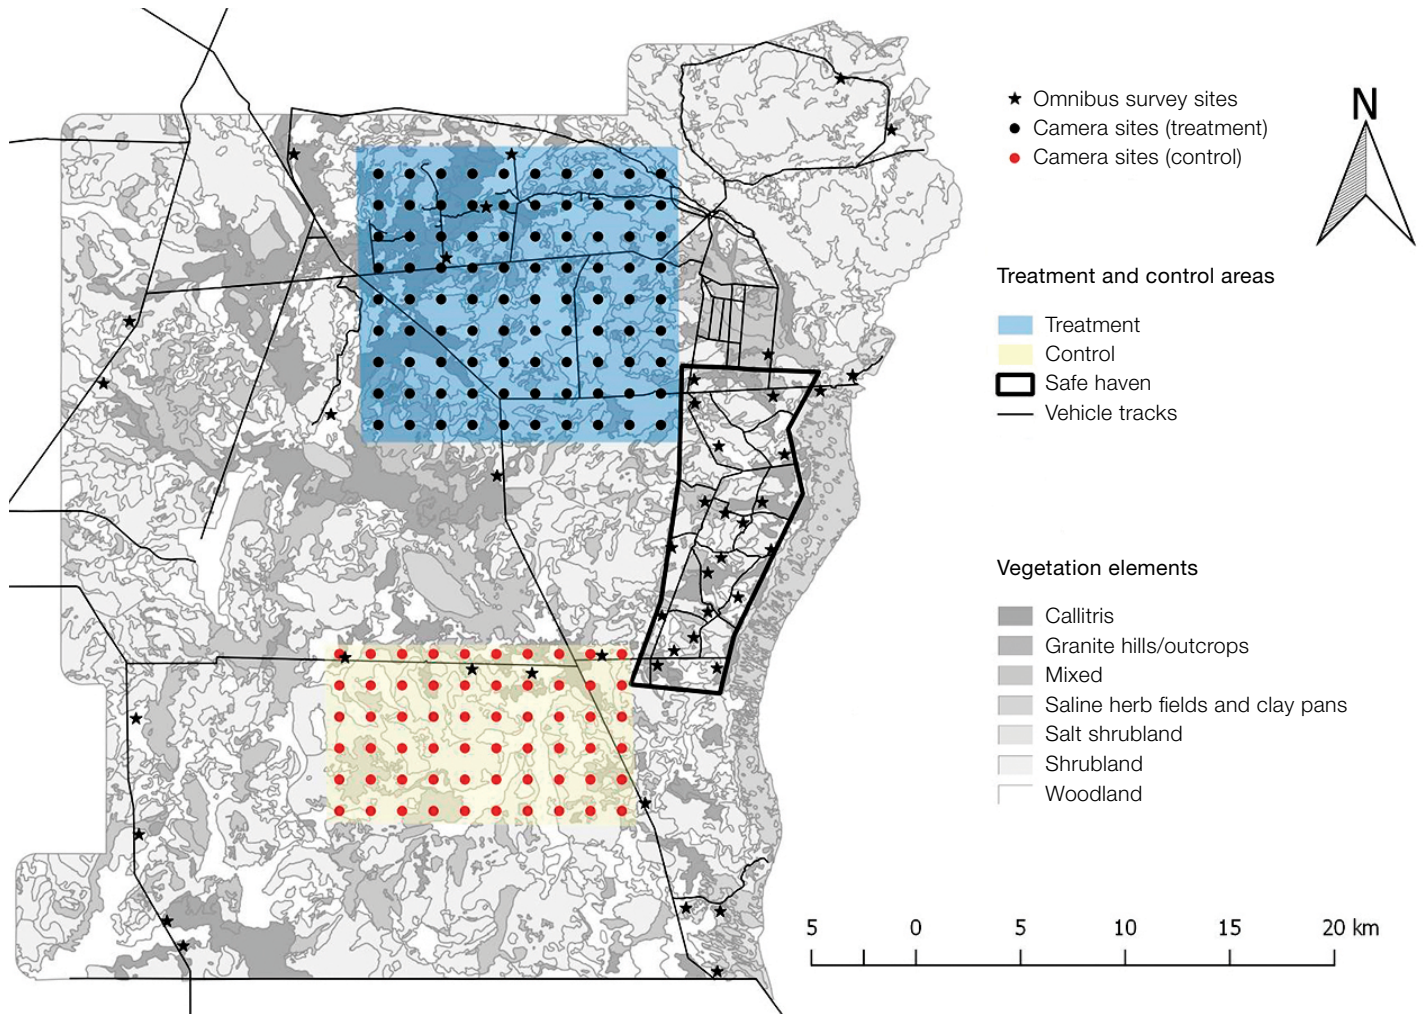 Omnibus survey sites
Camera sites (treatment)
Camera sites (control)
N
Treatment and control areas
Treatment
Control
Safe haven
Vehicle tracks
Vegetation elements
Callitris
Granite hills/outcrops
Mixed
Saline herb fields and clay pans
Salt shrubland
Shrubland
Woodland
5 0 5 10 15 20 km